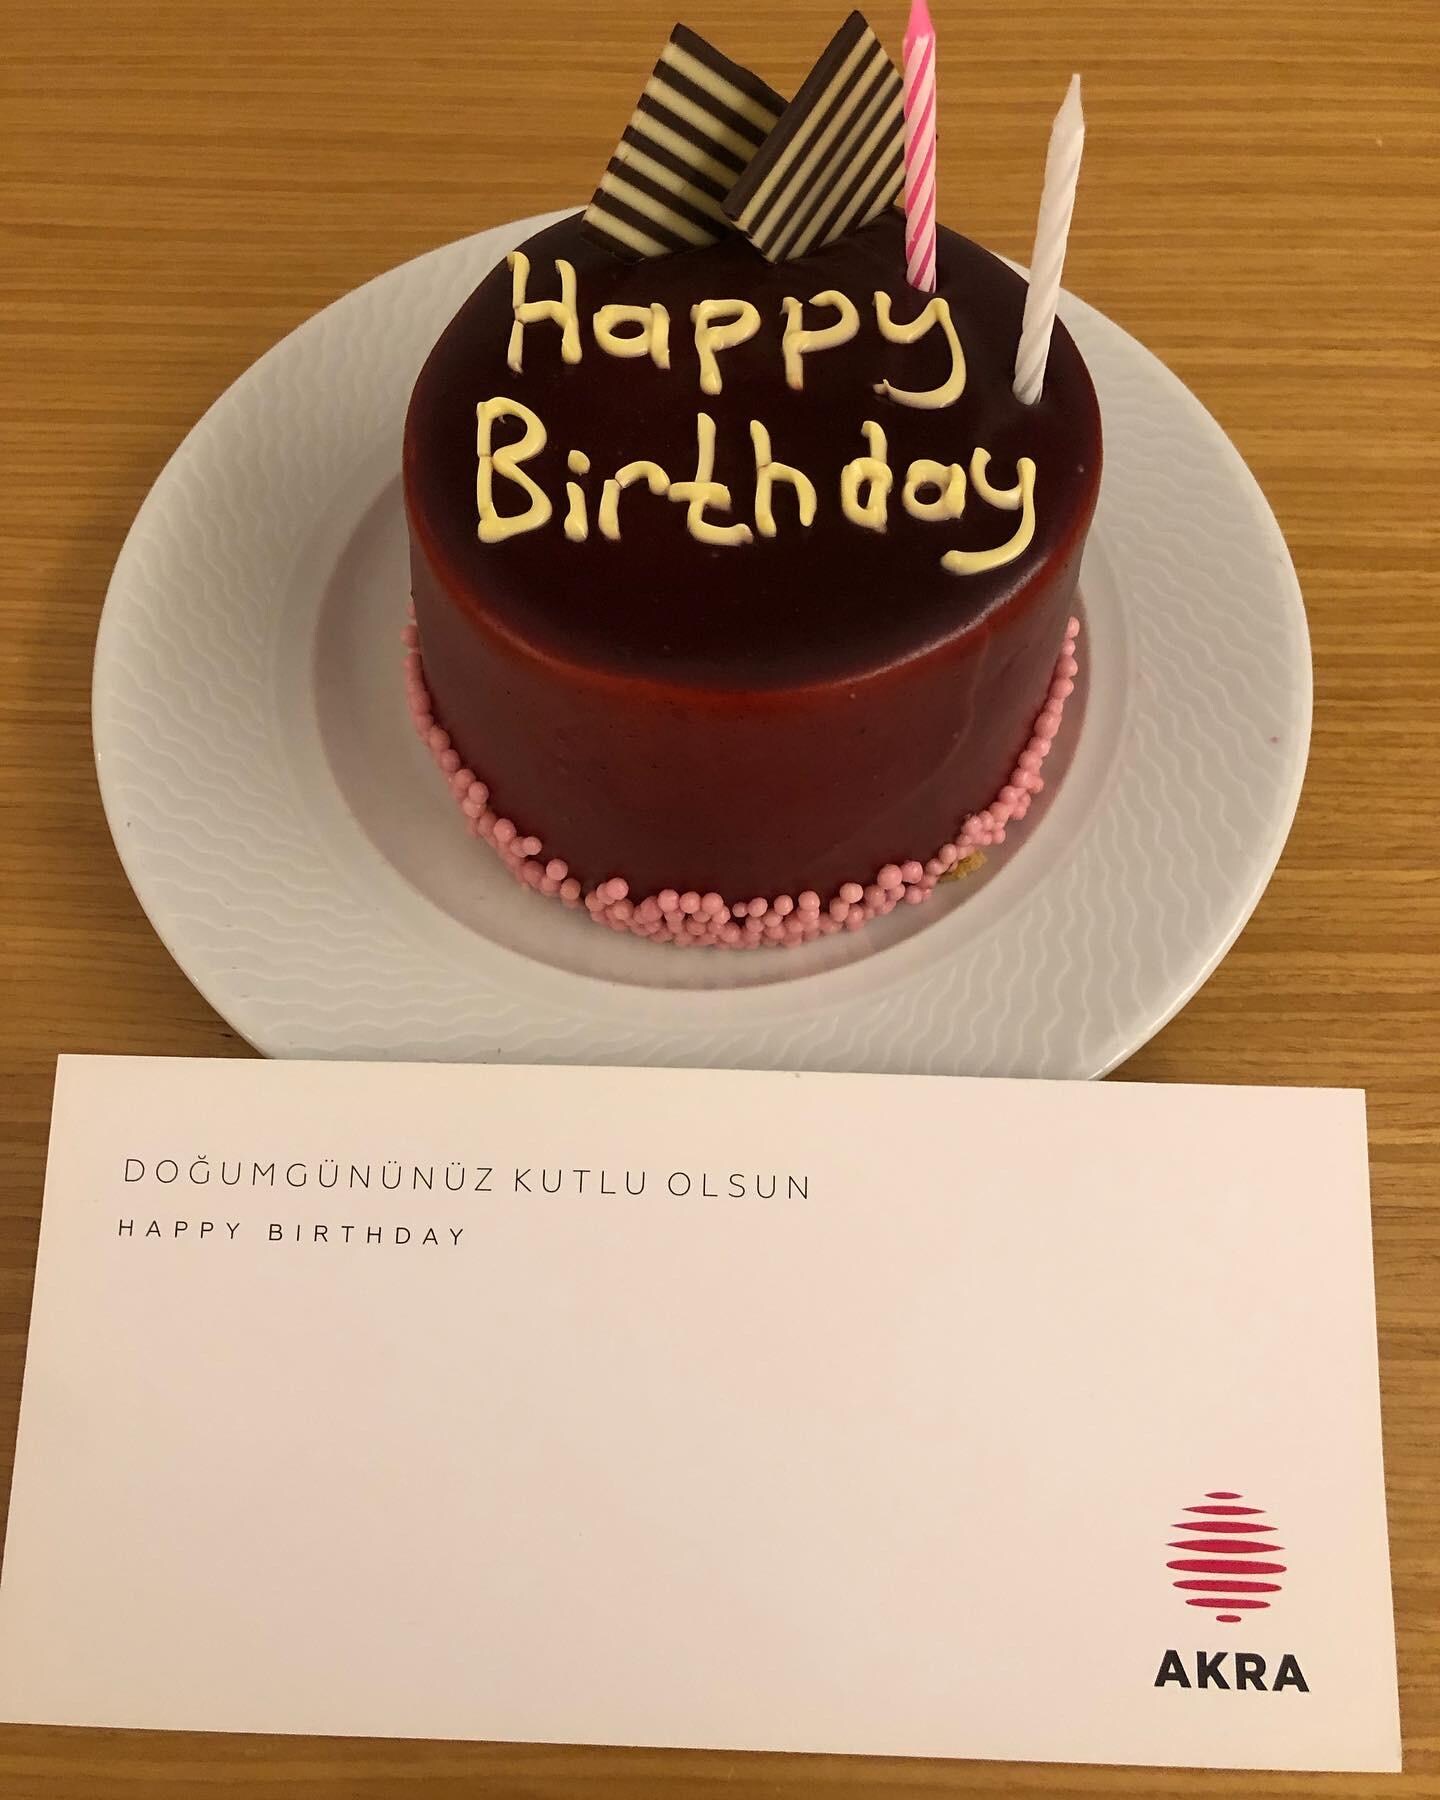 Happy
Birthday
DOĞUMGÜNÜNÜZ KUTLU OLSUN
HAPPY BIRTHDAY
AKRA